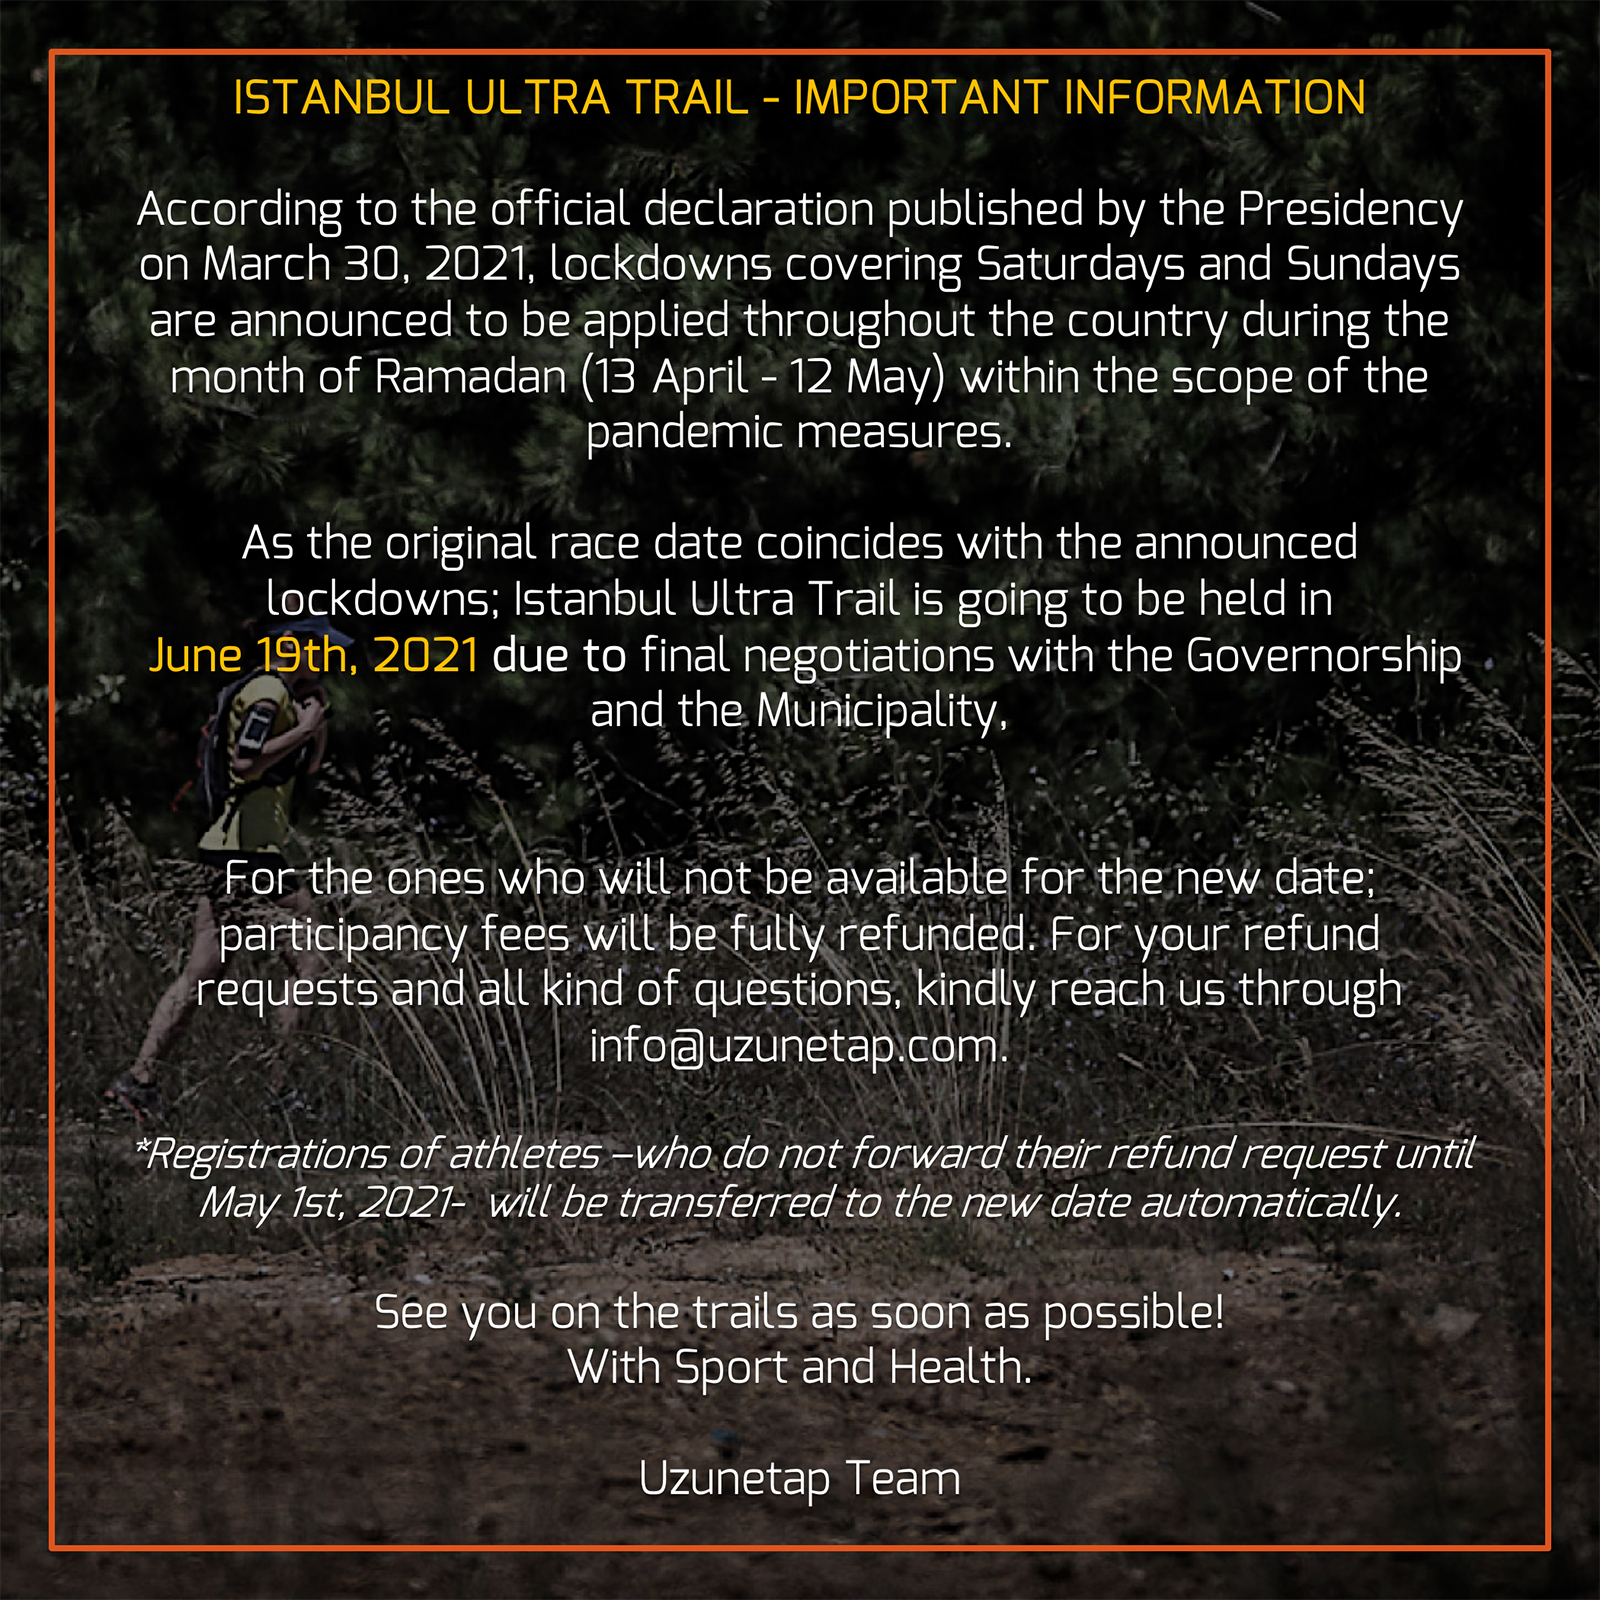 ISTANBUL ULTRA TRAIL - IMPORTANT INFORMATION
According to the official declaration published by the Presidency
on March 30, 2021, lockdowns covering Saturdays and Sundays
are announced to be applied throughout the country during the
month of Ramadan (13 April - 12 May) within the scope of the
pandemic measures.
As the original race date coincides with the announced
lockdowns; Istanbul Ultra Trail is going to be held in
June 19th, 2021 due to final negotiations with the Governorship
and the Municipality,
For the ones who will not be available for the new date;
participancy fees will be fully refunded. For your refund
requests and all kind of questions, kindly reach us through
info@uzunetap.com.
*Registrations of athletes –who do not forward their refund request until
May 1st, 2021- will be transferred to the new date automatically.
See you on the trails as soon as possible!
With Sport and Health.
Uzunetap Team